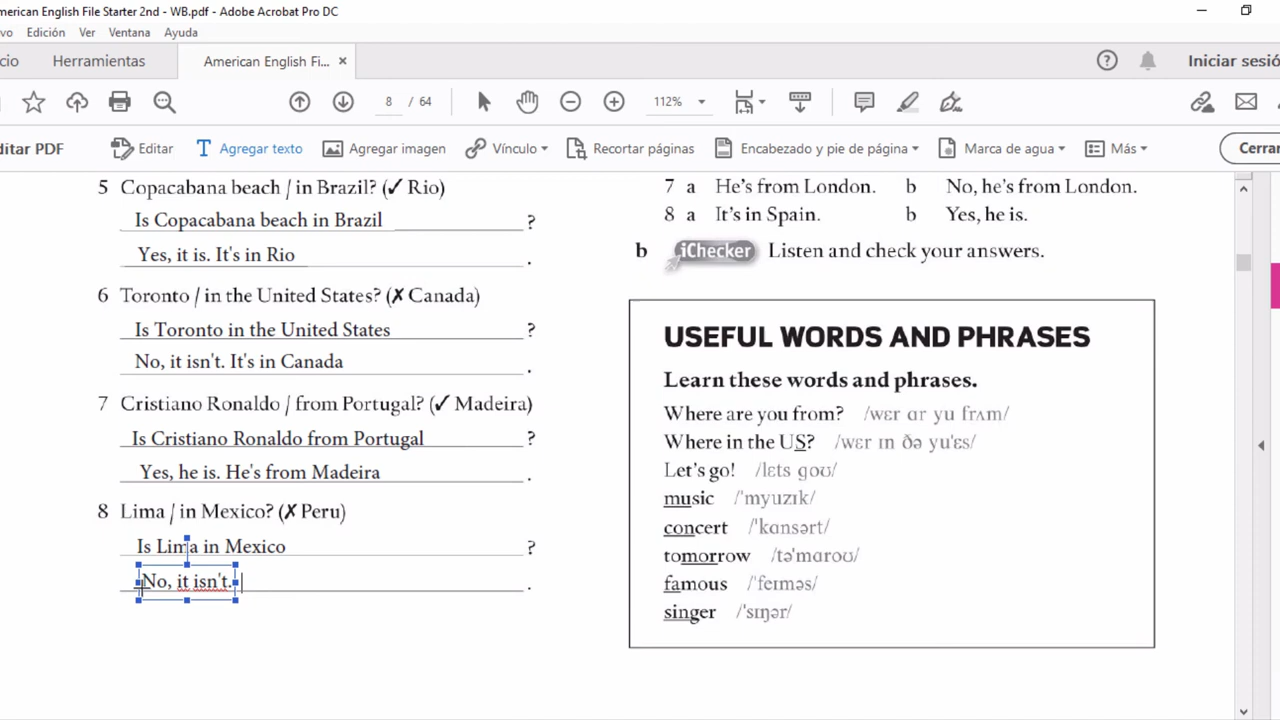 merican English File Starter 2nd - WB.pdf - Adobe Acrobat Pro DC
vo Edición Ver Ventana Ayuda
cio Herramientas American English Fi... × ? Iniciar sesió
8 / 64 112%
ditar PDF Editar Agregar texto Agregar imagen Vínculo Recortar páginas Encabezado y pie de página Marca de agua Más Cerrar
5 Copacabana beach / in Brazil? (✓ Rio)
Is Copacabana beach in Brazil ?
Yes, it is. It's in Rio .
6 Toronto / in the United States? (✗ Canada)
Is Toronto in the United States ?
No, it isn't. It's in Canada .
7 Cristiano Ronaldo / from Portugal? (✓ Madeira)
Is Cristiano Ronaldo from Portugal ?
Yes, he is. He's from Madeira .
8 Lima / in Mexico? (✗ Peru)
Is Lima in Mexico ?
No, it isn't. .
7 a He's from London. b No, he's from London.
8 a It's in Spain. b Yes, he is.
b iChecker Listen and check your answers.
USEFUL WORDS AND PHRASES
Learn these words and phrases.
Where are you from? /wɛr ɑr yu frʌm/
Where in the US? /wɛr ɪn ðə yuˈɛs/
Let's go! /lɛts goʊ/
music /ˈmyuzɪk/
concert /ˈkɑnsərt/
tomorrow /təˈmɑroʊ/
famous /ˈfeɪməs/
singer /ˈsɪŋər/